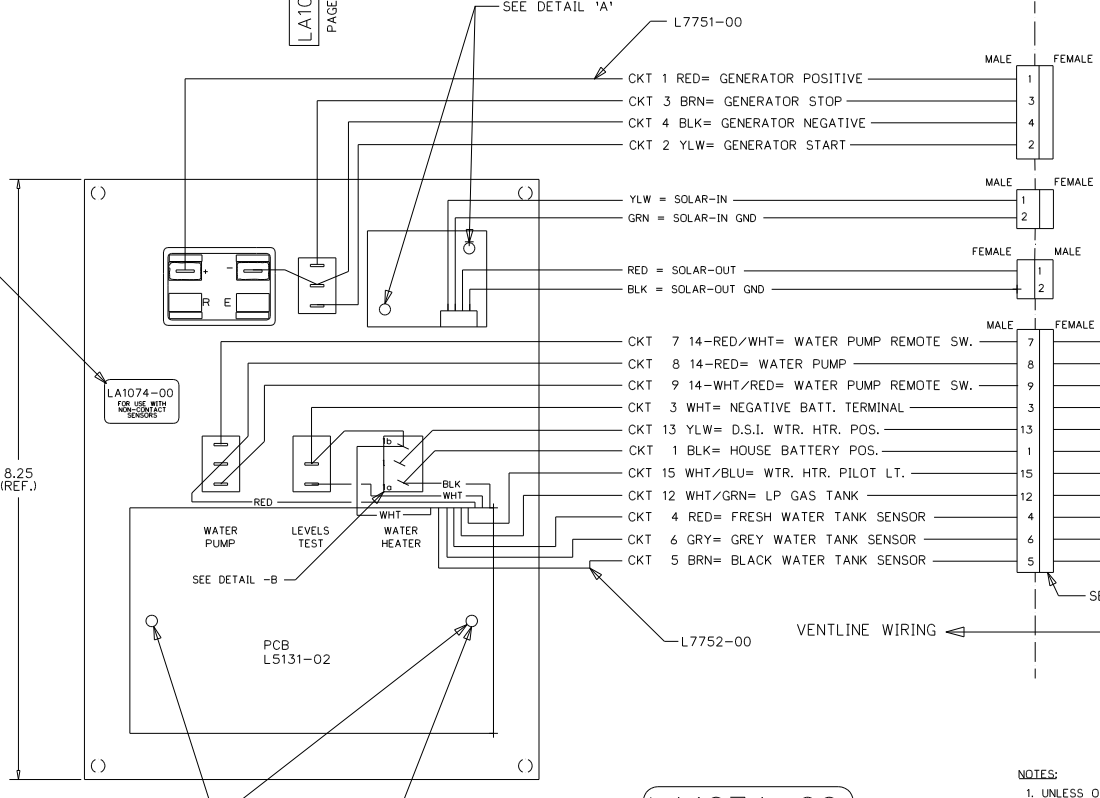 LA10
PAGE
SEE DETAIL 'A'
L7751-00
MALE FEMALE
CKT 1 RED= GENERATOR POSITIVE 1
CKT 3 BRN= GENERATOR STOP 3
CKT 4 BLK= GENERATOR NEGATIVE 4
CKT 2 YLW= GENERATOR START 2
MALE FEMALE
YLW = SOLAR-IN 1
GRN = SOLAR-IN GND 2
FEMALE MALE
RED = SOLAR-OUT 1
BLK = SOLAR-OUT GND 2
+ -
R E
LA1074-00
FOR USE WITH
NON-CONTACT
SENSORS
8.25
(REF.)
MALE FEMALE
CKT 7 14-RED/WHT= WATER PUMP REMOTE SW. 7
CKT 8 14-RED= WATER PUMP 8
CKT 9 14-WHT/RED= WATER PUMP REMOTE SW. 9
CKT 3 WHT= NEGATIVE BATT. TERMINAL 3
CKT 13 YLW= D.S.I. WTR. HTR. POS. 13
CKT 1 BLK= HOUSE BATTERY POS. 1
CKT 15 WHT/BLU= WTR. HTR. PILOT LT. 15
CKT 12 WHT/GRN= LP GAS TANK 12
CKT 4 RED= FRESH WATER TANK SENSOR 4
CKT 6 GRY= GREY WATER TANK SENSOR 6
CKT 5 BRN= BLACK WATER TANK SENSOR 5
1b
1
1a
BLK
WHT
RED
WHT
WATER
PUMP
LEVELS
TEST
WATER
HEATER
SEE DETAIL -B
PCB
L5131-02
L7752-00
VENTLINE WIRING
NOTES:
1. UNLESS